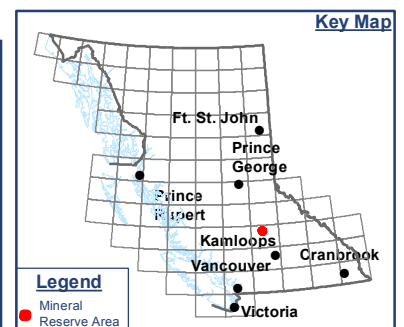 Key Map
Ft. St. John
Prince
George
Prince
Rupert
Kamloops
Vancouver
Cranbrook
Victoria
Legend
Mineral
Reserve Area